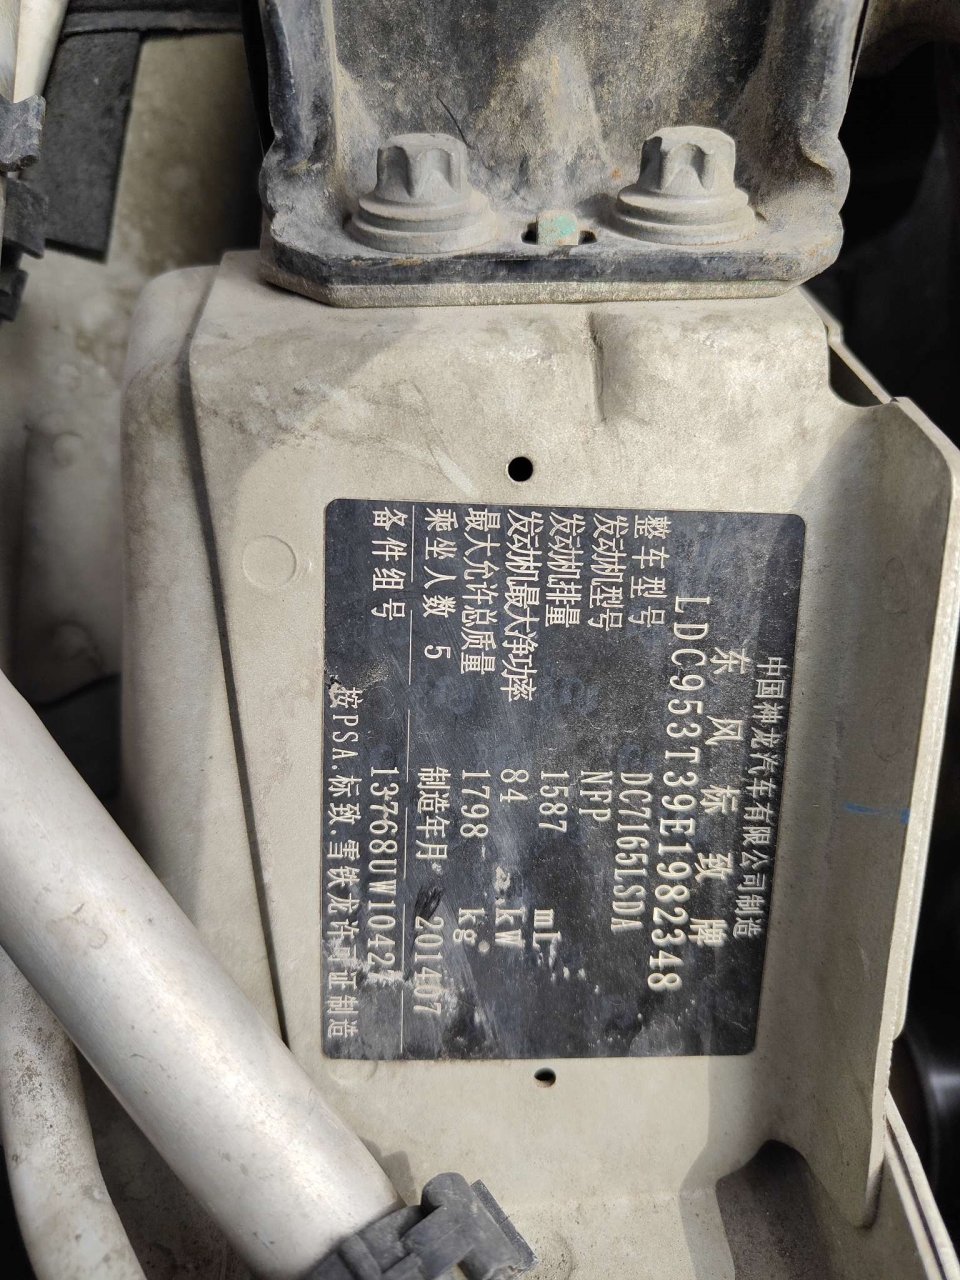 中国神龙汽车有限公司制造
东风标致牌
LDC953T39E1982348
整车型号 DC7165LSDA
发动机型号 NFP
发动机排量 1587 mL
发动机最大净功率 84 kW
最大允许总质量 1798 kg
乘坐人数 5 制造年月 201407
备件组号 13768UW10427
按PSA.标致.雪铁龙许可证制造